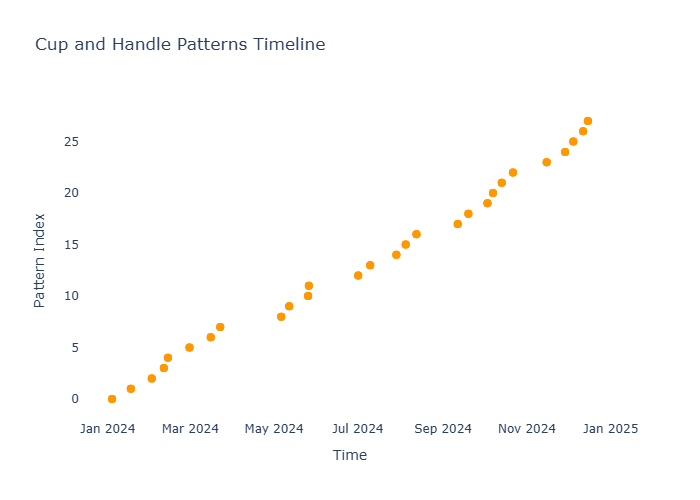 Cup and Handle Patterns Timeline
25
20
15
10
5
0
Pattern Index
Jan 2024 Mar 2024 May 2024 Jul 2024 Sep 2024 Nov 2024 Jan 2025
Time